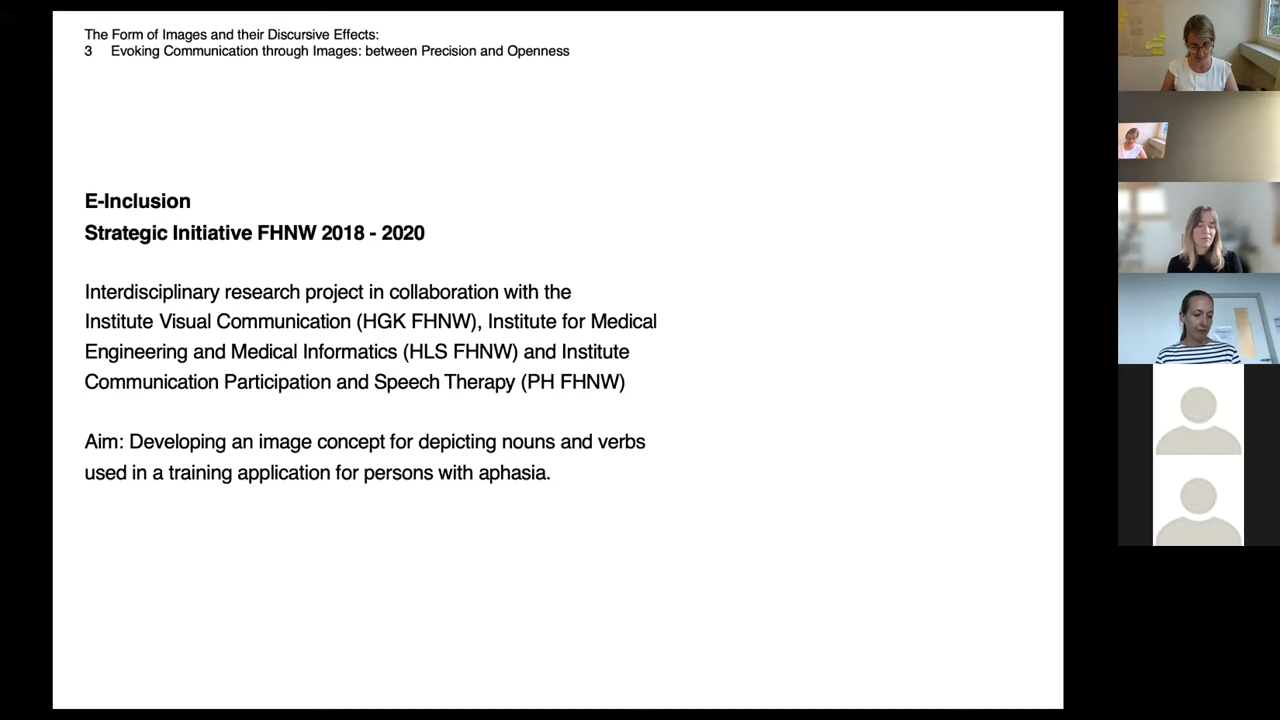 The Form of Images and their Discursive Effects:
3 Evoking Communication through Images: between Precision and Openness
E-Inclusion
Strategic Initiative FHNW 2018 - 2020
Interdisciplinary research project in collaboration with the
Institute Visual Communication (HGK FHNW), Institute for Medical
Engineering and Medical Informatics (HLS FHNW) and Institute
Communication Participation and Speech Therapy (PH FHNW)
Aim: Developing an image concept for depicting nouns and verbs
used in a training application for persons with aphasia.